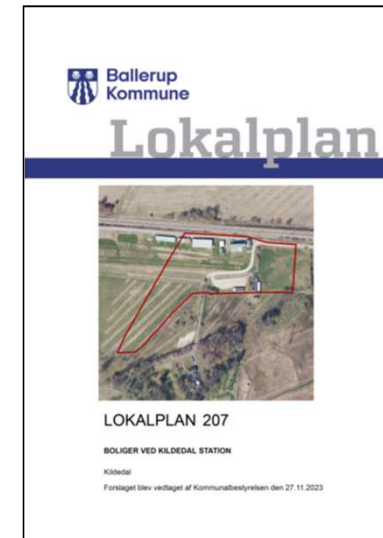 Ballerup
Kommune
Lokalplan
LOKALPLAN 207
BOLIGER VED KILDEDAL STATION
Kildedal
Forslaget blev vedtaget af Kommunalbestyrelsen den 27.11.2023